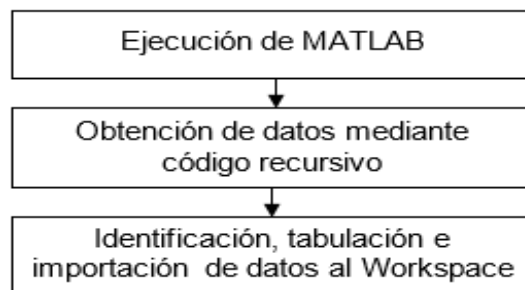 Ejecución de MATLAB
Obtención de datos mediante
código recursivo
Identificación, tabulación e
importación de datos al Workspace